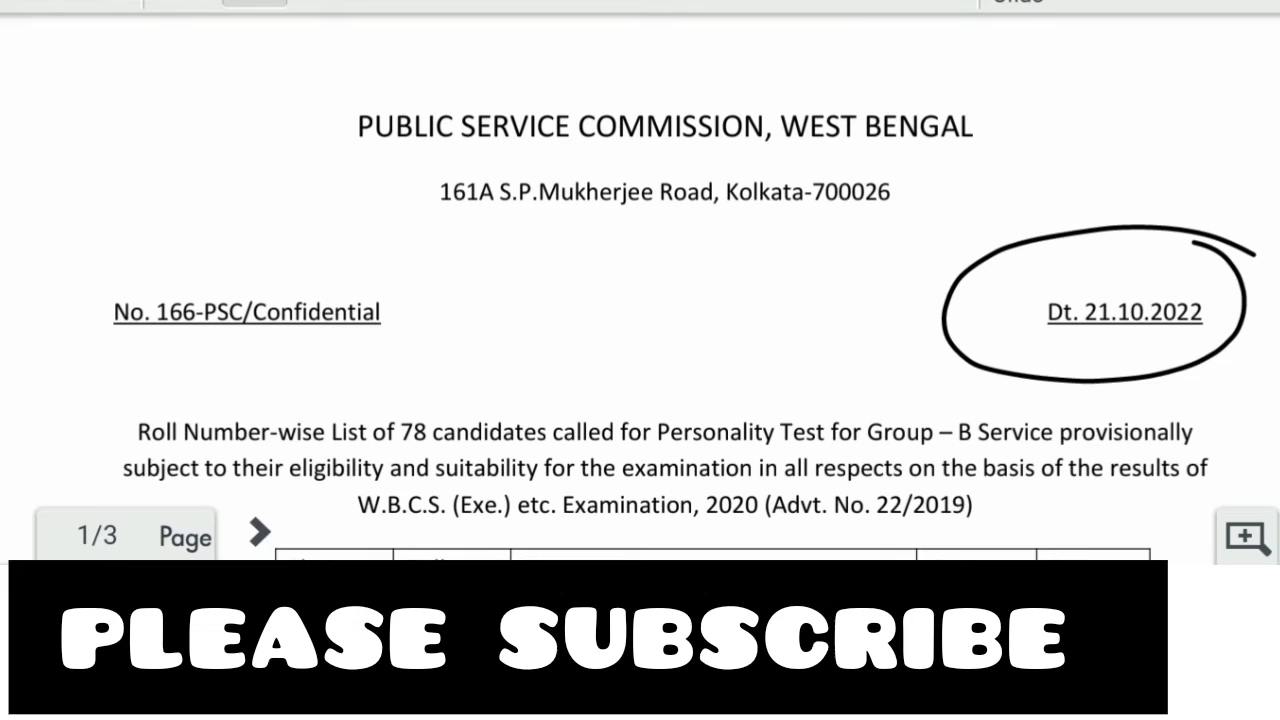 PUBLIC SERVICE COMMISSION, WEST BENGAL
161A S.P.Mukherjee Road, Kolkata-700026
No. 166-PSC/Confidential
Dt. 21.10.2022
Roll Number-wise List of 78 candidates called for Personality Test for Group – B Service provisionally
subject to their eligibility and suitability for the examination in all respects on the basis of the results of
W.B.C.S. (Exe.) etc. Examination, 2020 (Advt. No. 22/2019)
1/3 Page
PLEASE SUBSCRIBE